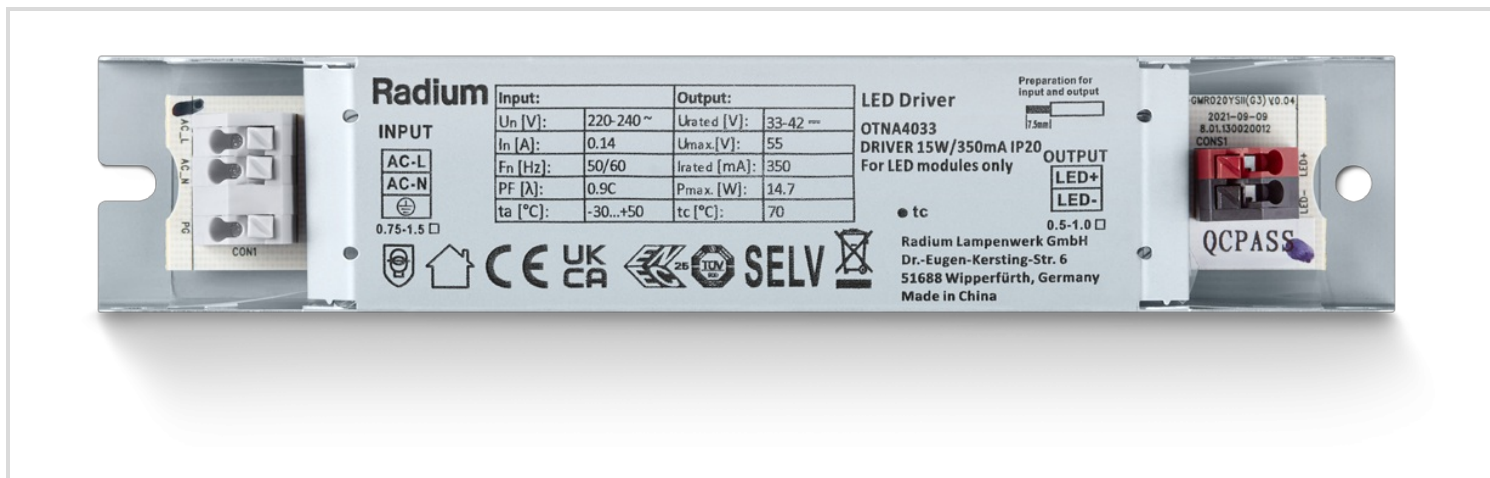 Radium
INPUT
AC-L
AC-N
0.75-1.5
Input: Output:
Un [V]: 220-240 ~ Urated [V]: 33-42
In [A]: 0.14 Umax.[V]: 55
Fn [Hz]: 50/60 Irated [mA]: 350
PF [λ]: 0.9C Pmax. [W]: 14.7
ta [°C]: -30...+50 tc [°C]: 70
CE UK CA ENEC 25 TÜV SELV
LED Driver
OTNA4033
DRIVER 15W/350mA IP20
For LED modules only
Preparation for
input and output
7.5mm
OUTPUT
LED+
LED-
0.5-1.0
tc
Radium Lampenwerk GmbH
Dr.-Eugen-Kersting-Str. 6
51688 Wipperfürth, Germany
Made in China
AC_L
AC_N
PG
CON1
GMR020YSII(G3) V0.04
2021-09-09
8.01.130020012
CONS1
LED+
LED-
QCPASS